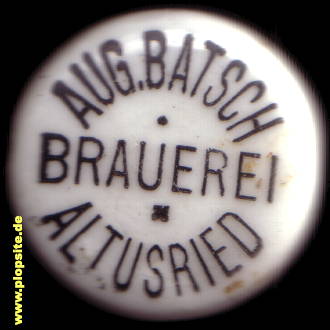 AUG. BATSCH
BRAUEREI
ALTUSRIED
www.plopsite.de